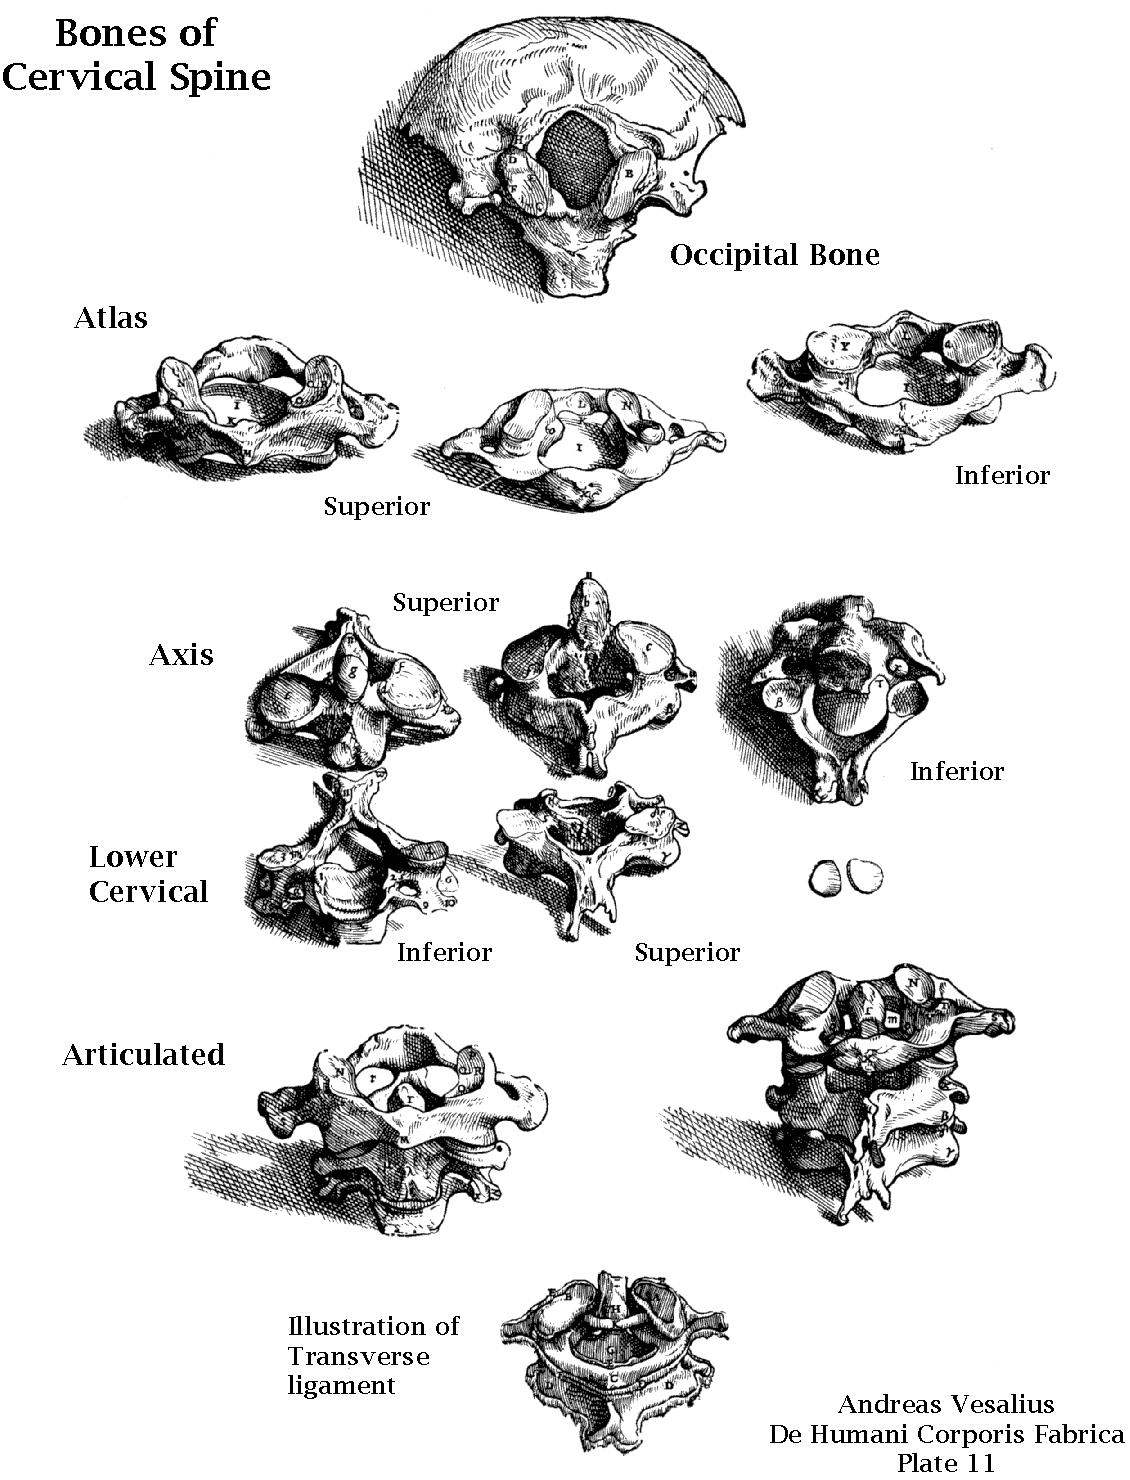 Bones of
Cervical Spine
Occipital Bone
Atlas
Superior
Inferior
Superior
Axis
Inferior
Lower
Cervical
Inferior
Superior
Articulated
Illustration of
Transverse
ligament
Andreas Vesalius
De Humani Corporis Fabrica
Plate 11